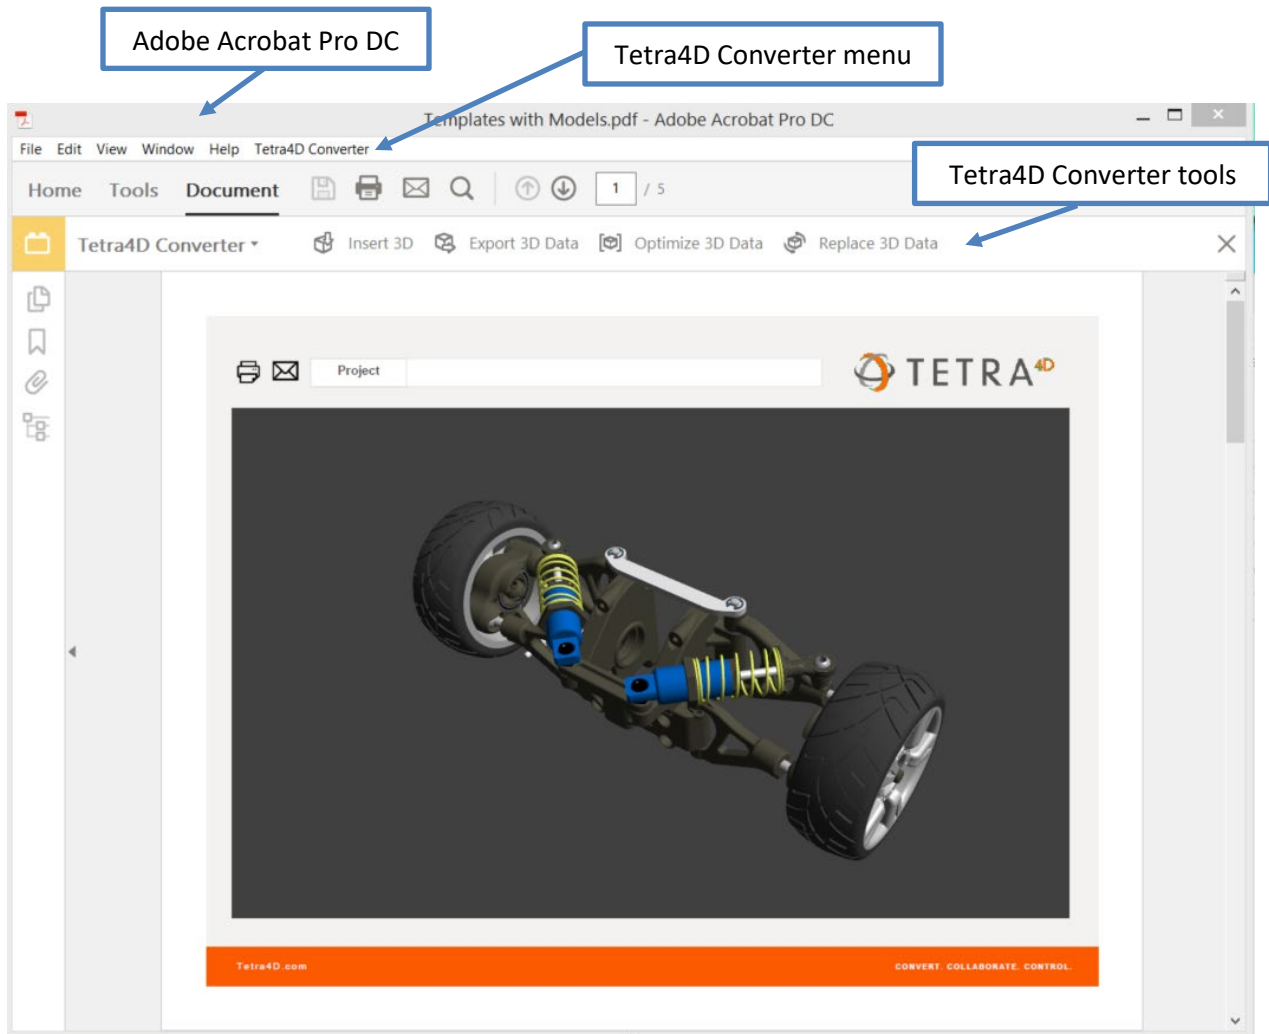 Adobe Acrobat Pro DC
Tetra4D Converter menu
Templates with Models.pdf - Adobe Acrobat Pro DC
File Edit View Window Help Tetra4D Converter
Tetra4D Converter tools
Home Tools Document 1 / 5
Tetra4D Converter Insert 3D Export 3D Data Optimize 3D Data Replace 3D Data
Project
TETRA4D
Tetra4D.com CONVERT. COLLABORATE. CONTROL.